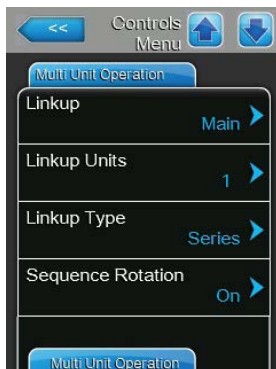 << Controls
Menu
Multi Unit Operation
Linkup
Main
Linkup Units
1
Linkup Type
Series
Sequence Rotation
On
Multi Unit Operation